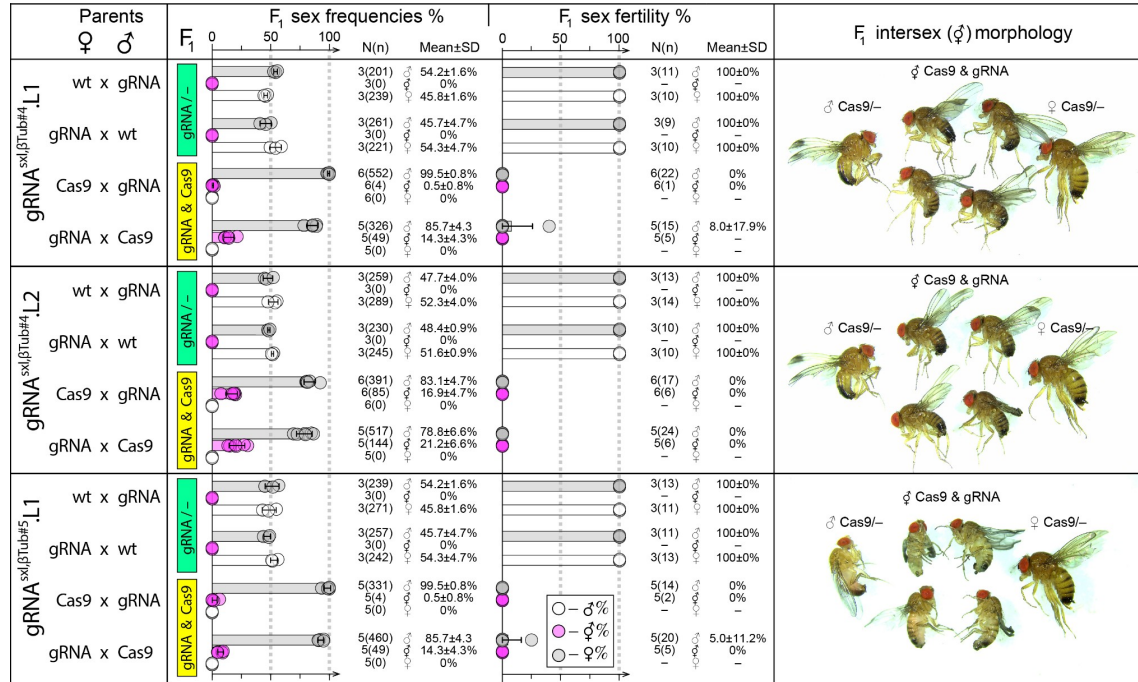 Parents
♀ ♂
F1
F1 sex frequencies %
0 50 100
N(n) Mean±SD
F1 sex fertility %
0 50 100
N(n) Mean±SD
F1 intersex (⚥) morphology
gRNA^sxl,βTub#4.L1
gRNA/–
wt x gRNA
3(201) ♂ 54.2±1.6% 3(11) ♂ 100±0%
3(0) ⚥ 0% – ⚥ –
3(239) ♀ 45.8±1.6% 3(10) ♀ 100±0%
gRNA x wt
3(261) ♂ 45.7±4.7% 3(9) ♂ 100±0%
3(0) ⚥ 0% – ⚥ –
3(221) ♀ 54.3±4.7% 3(10) ♀ 100±0%
gRNA & Cas9
Cas9 x gRNA
6(552) ♂ 99.5±0.8% 6(22) ♂ 0%
6(4) ⚥ 0.5±0.8% 6(1) ⚥ 0%
6(0) ♀ 0% – ♀ –
gRNA x Cas9
5(326) ♂ 85.7±4.3 5(15) ♂ 8.0±17.9%
5(49) ⚥ 14.3±4.3% 5(5) ⚥ –
5(0) ♀ 0% – ♀ –
⚥ Cas9 & gRNA
♂ Cas9/–
♀ Cas9/–
gRNA^sxl,βTub#4.L2
gRNA/–
wt x gRNA
3(259) ♂ 47.7±4.0% 3(13) ♂ 100±0%
3(0) ⚥ 0% – ⚥ –
3(289) ♀ 52.3±4.0% 3(14) ♀ 100±0%
gRNA x wt
3(230) ♂ 48.4±0.9% 3(10) ♂ 100±0%
3(0) ⚥ 0% – ⚥ –
3(245) ♀ 51.6±0.9% 3(10) ♀ 100±0%
gRNA & Cas9
Cas9 x gRNA
6(391) ♂ 83.1±4.7% 6(17) ♂ 0%
6(85) ⚥ 16.9±4.7% 6(6) ⚥ 0%
6(0) ♀ 0% – ♀ –
gRNA x Cas9
5(517) ♂ 78.8±6.6% 5(24) ♂ 0%
5(144) ⚥ 21.2±6.6% 5(6) ⚥ 0%
5(0) ♀ 0% – ♀ –
⚥ Cas9 & gRNA
♂ Cas9/–
♀ Cas9/–
gRNA^sxl,βTub#5.L1
gRNA/–
wt x gRNA
3(239) ♂ 54.2±1.6% 3(13) ♂ 100±0%
3(0) ⚥ 0% – ⚥ –
3(271) ♀ 45.8±1.6% 3(11) ♀ 100±0%
gRNA x wt
3(257) ♂ 45.7±4.7% 3(11) ♂ 100±0%
3(0) ⚥ 0% – ⚥ –
3(242) ♀ 54.3±4.7% 3(13) ♀ 100±0%
gRNA & Cas9
Cas9 x gRNA
5(331) ♂ 99.5±0.8% 5(14) ♂ 0%
5(4) ⚥ 0.5±0.8% 5(2) ⚥ 0%
5(0) ♀ 0% – ♀ –
gRNA x Cas9
5(460) ♂ 85.7±4.3 5(20) ♂ 5.0±11.2%
5(49) ⚥ 14.3±4.3% 5(5) ⚥ 0%
5(0) ♀ 0% – ♀ –
– ♂%
– ⚥%
– ♀%
⚥ Cas9 & gRNA
♂ Cas9/–
♀ Cas9/–